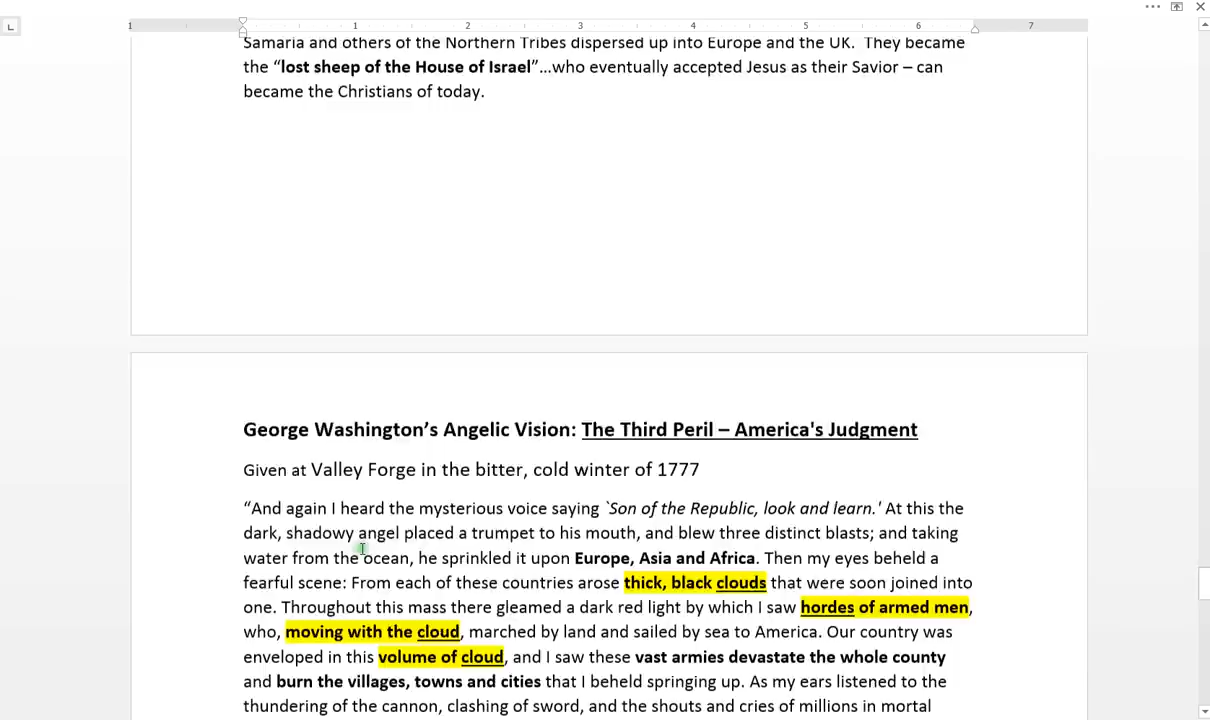 1 1 2 3 4 5 6 7
Samaria and others of the Northern Tribes dispersed up into Europe and the UK.  They became
the “lost sheep of the House of Israel”…who eventually accepted Jesus as their Savior – can
became the Christians of today.
George Washington’s Angelic Vision: The Third Peril – America's Judgment
Given at Valley Forge in the bitter, cold winter of 1777
“And again I heard the mysterious voice saying `Son of the Republic, look and learn.' At this the
dark, shadowy angel placed a trumpet to his mouth, and blew three distinct blasts; and taking
water from the ocean, he sprinkled it upon Europe, Asia and Africa. Then my eyes beheld a
fearful scene: From each of these countries arose thick, black clouds that were soon joined into
one. Throughout this mass there gleamed a dark red light by which I saw hordes of armed men,
who, moving with the cloud, marched by land and sailed by sea to America. Our country was
enveloped in this volume of cloud, and I saw these vast armies devastate the whole county
and burn the villages, towns and cities that I beheld springing up. As my ears listened to the
thundering of the cannon, clashing of sword, and the shouts and cries of millions in mortal